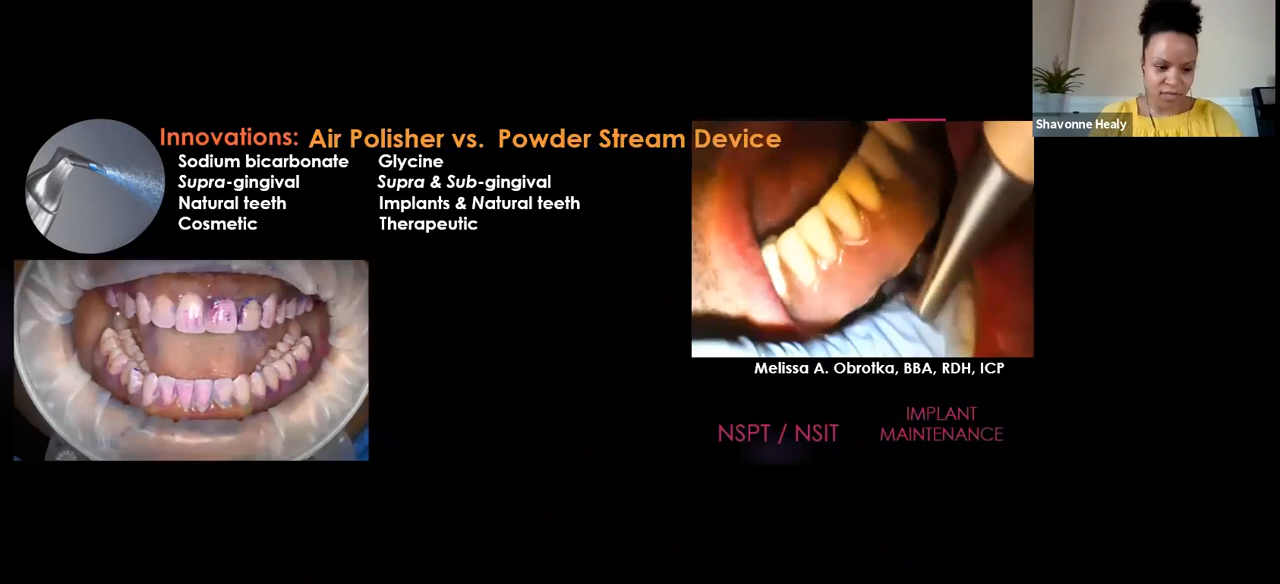 Shavonne Healy
Innovations: Air Polisher vs. Powder Stream Device
Sodium bicarbonate Glycine
Supra-gingival Supra & Sub-gingival
Natural teeth Implants & Natural teeth
Cosmetic Therapeutic
Melissa A. Obrotka, BBA, RDH, ICP
NSPT / NSIT
IMPLANT
MAINTENANCE